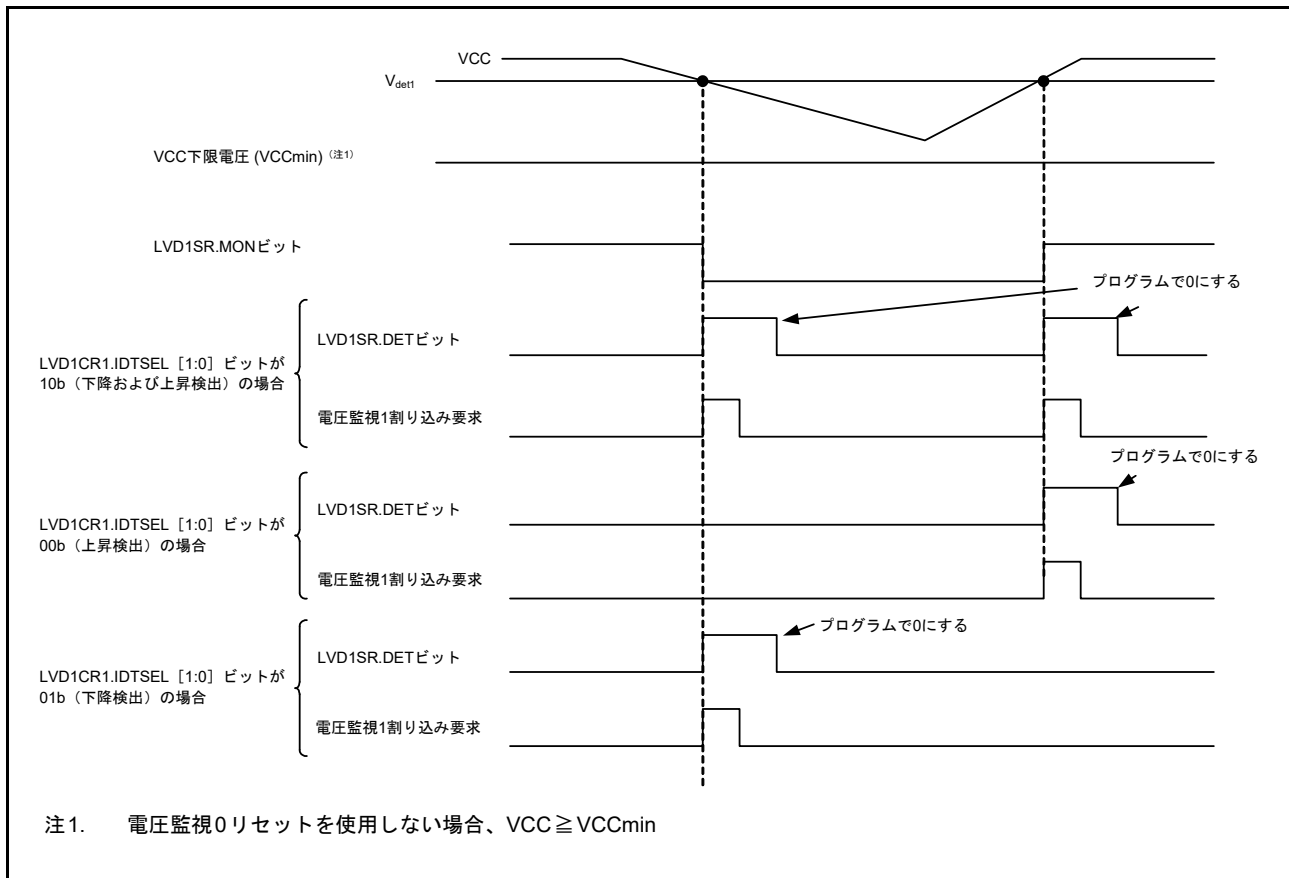 VCC
Vdet1
VCC下限電圧 (VCCmin) (注1)
LVD1SR.MONビット
プログラムで0にする
LVD1CR1.IDTSEL［1:0］ビットが
10b（下降および上昇検出）の場合
LVD1SR.DETビット
電圧監視1割り込み要求
プログラムで0にする
LVD1CR1.IDTSEL［1:0］ビットが
00b（上昇検出）の場合
LVD1SR.DETビット
電圧監視1割り込み要求
プログラムで0にする
LVD1CR1.IDTSEL［1:0］ビットが
01b（下降検出）の場合
LVD1SR.DETビット
電圧監視1割り込み要求
注1. 電圧監視0リセットを使用しない場合、VCC≧VCCmin